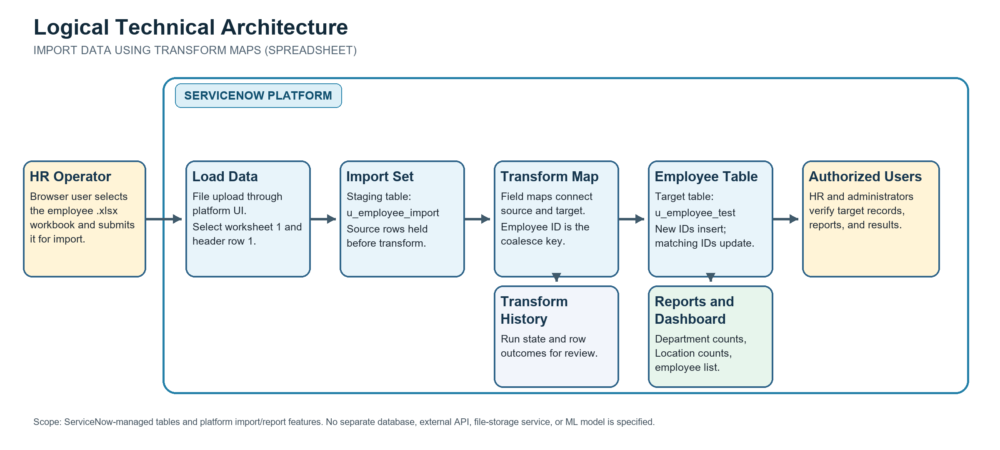 Logical Technical Architecture
IMPORT DATA USING TRANSFORM MAPS (SPREADSHEET)
SERVICENOW PLATFORM
HR Operator
Browser user selects
the employee .xlsx
workbook and submits
it for import.
Load Data
File upload through
platform UI.
Select worksheet 1 and
header row 1.
Import Set
Staging table:
u_employee_import
Source rows held
before transform.
Transform Map
Field maps connect
source and target.
Employee ID is the
coalesce key.
Employee Table
Target table:
u_employee_test
New IDs insert;
matching IDs update.
Authorized Users
HR and administrators
verify target records,
reports, and results.
Transform
History
Run state and row
outcomes for review.
Reports and
Dashboard
Department counts,
Location counts,
employee list.
Scope: ServiceNow-managed tables and platform import/report features. No separate database, external API, file-storage service, or ML model is specified.